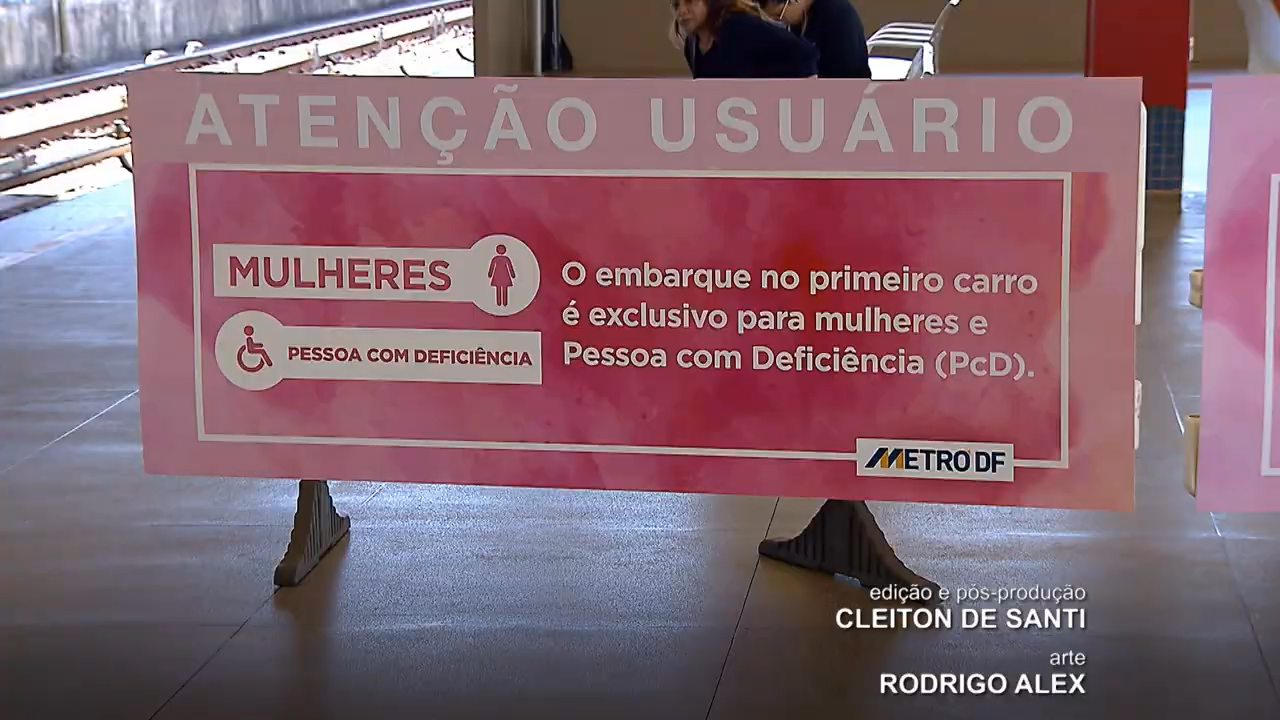 ATENÇÃO USUÁRIO
MULHERES
PESSOA COM DEFICIÊNCIA
O embarque no primeiro carro
é exclusivo para mulheres e
Pessoa com Deficiência (PcD).
METRÔ DF
edição e pós-produção
CLEITON DE SANTI
arte
RODRIGO ALEX